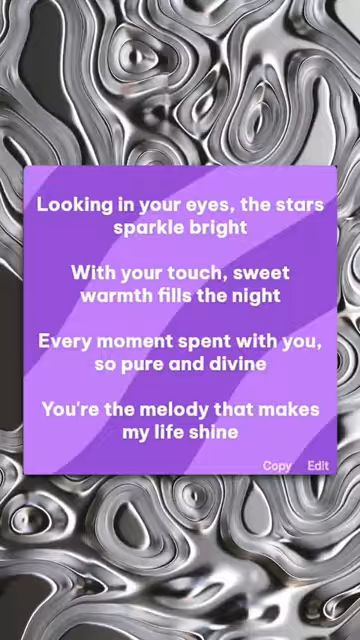 Looking in your eyes, the stars
sparkle bright
With your touch, sweet
warmth fills the night
Every moment spent with you,
so pure and divine
You're the melody that makes
my life shine
Copy Edit